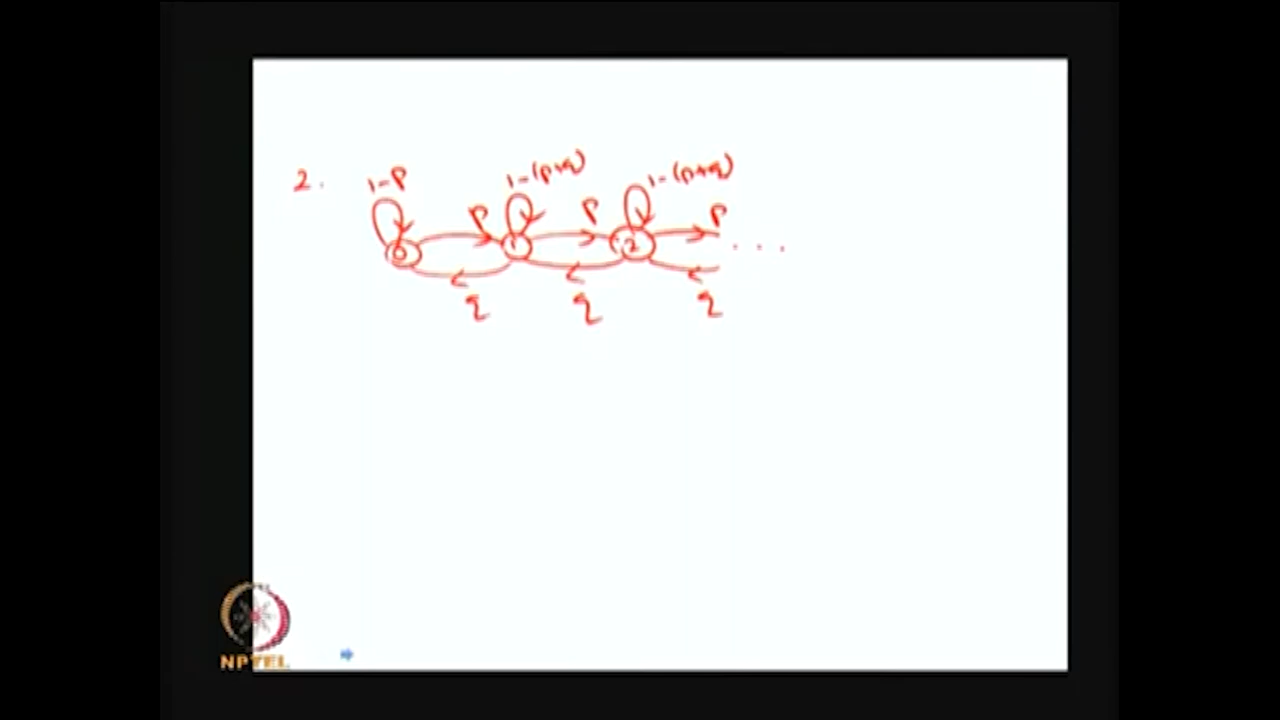 2. 1-P 1-(p+q) 1-(p+q)
P P P
0 1 2 . . .
q q q
NPTEL